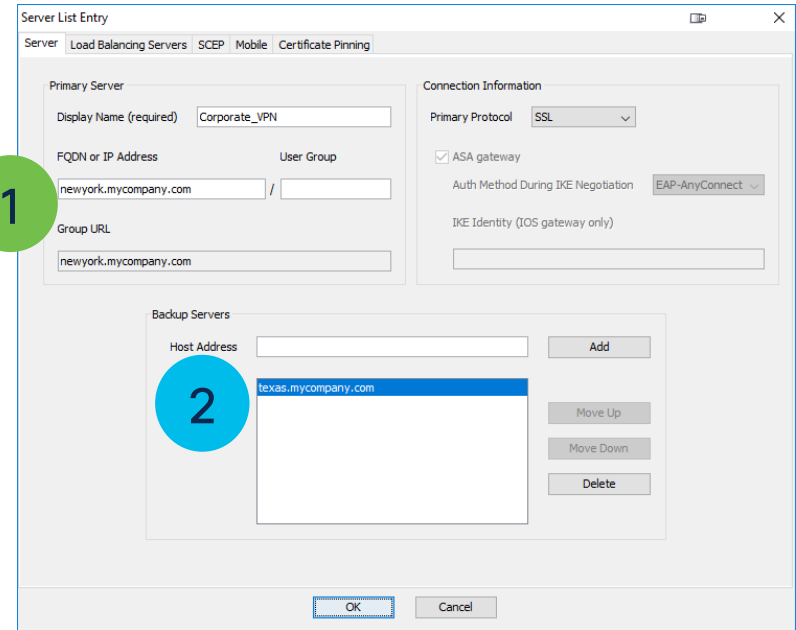 Server List Entry
Server Load Balancing Servers SCEP Mobile Certificate Pinning
Primary Server
Display Name (required) Corporate_VPN
FQDN or IP Address User Group
newyork.mycompany.com /
1
Group URL
newyork.mycompany.com
Connection Information
Primary Protocol SSL
ASA gateway
Auth Method During IKE Negotiation EAP-AnyConnect
IKE Identity (IOS gateway only)
Backup Servers
Host Address Add
2
texas.mycompany.com
Move Up
Move Down
Delete
OK Cancel